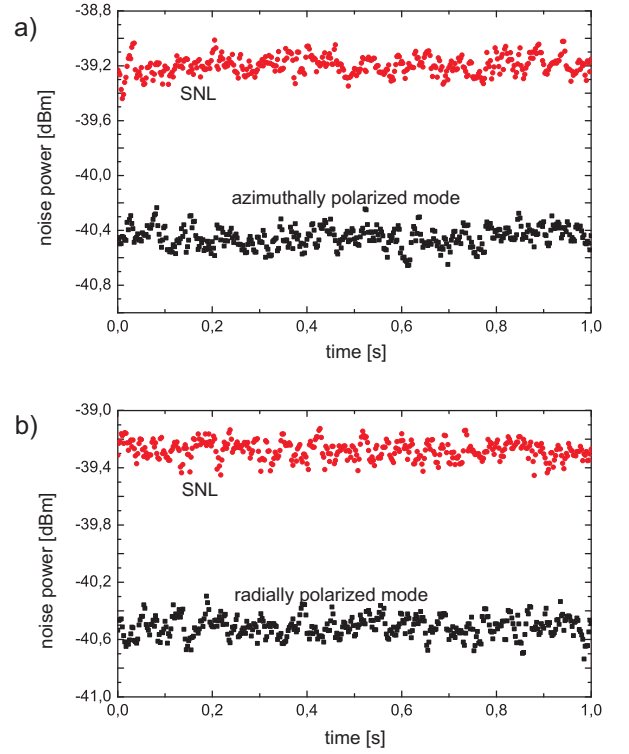 a)
-38,8
-39,2
-39,6
-40,0
-40,4
-40,8
noise power [dBm]
SNL
azimuthally polarized mode
0,0 0,2 0,4 0,6 0,8 1,0
time [s]
b)
-39,0
-39,4
-39,8
-40,2
-40,6
-41,0
noise power [dBm]
SNL
radially polarized mode
0,0 0,2 0,4 0,6 0,8 1,0
time [s]